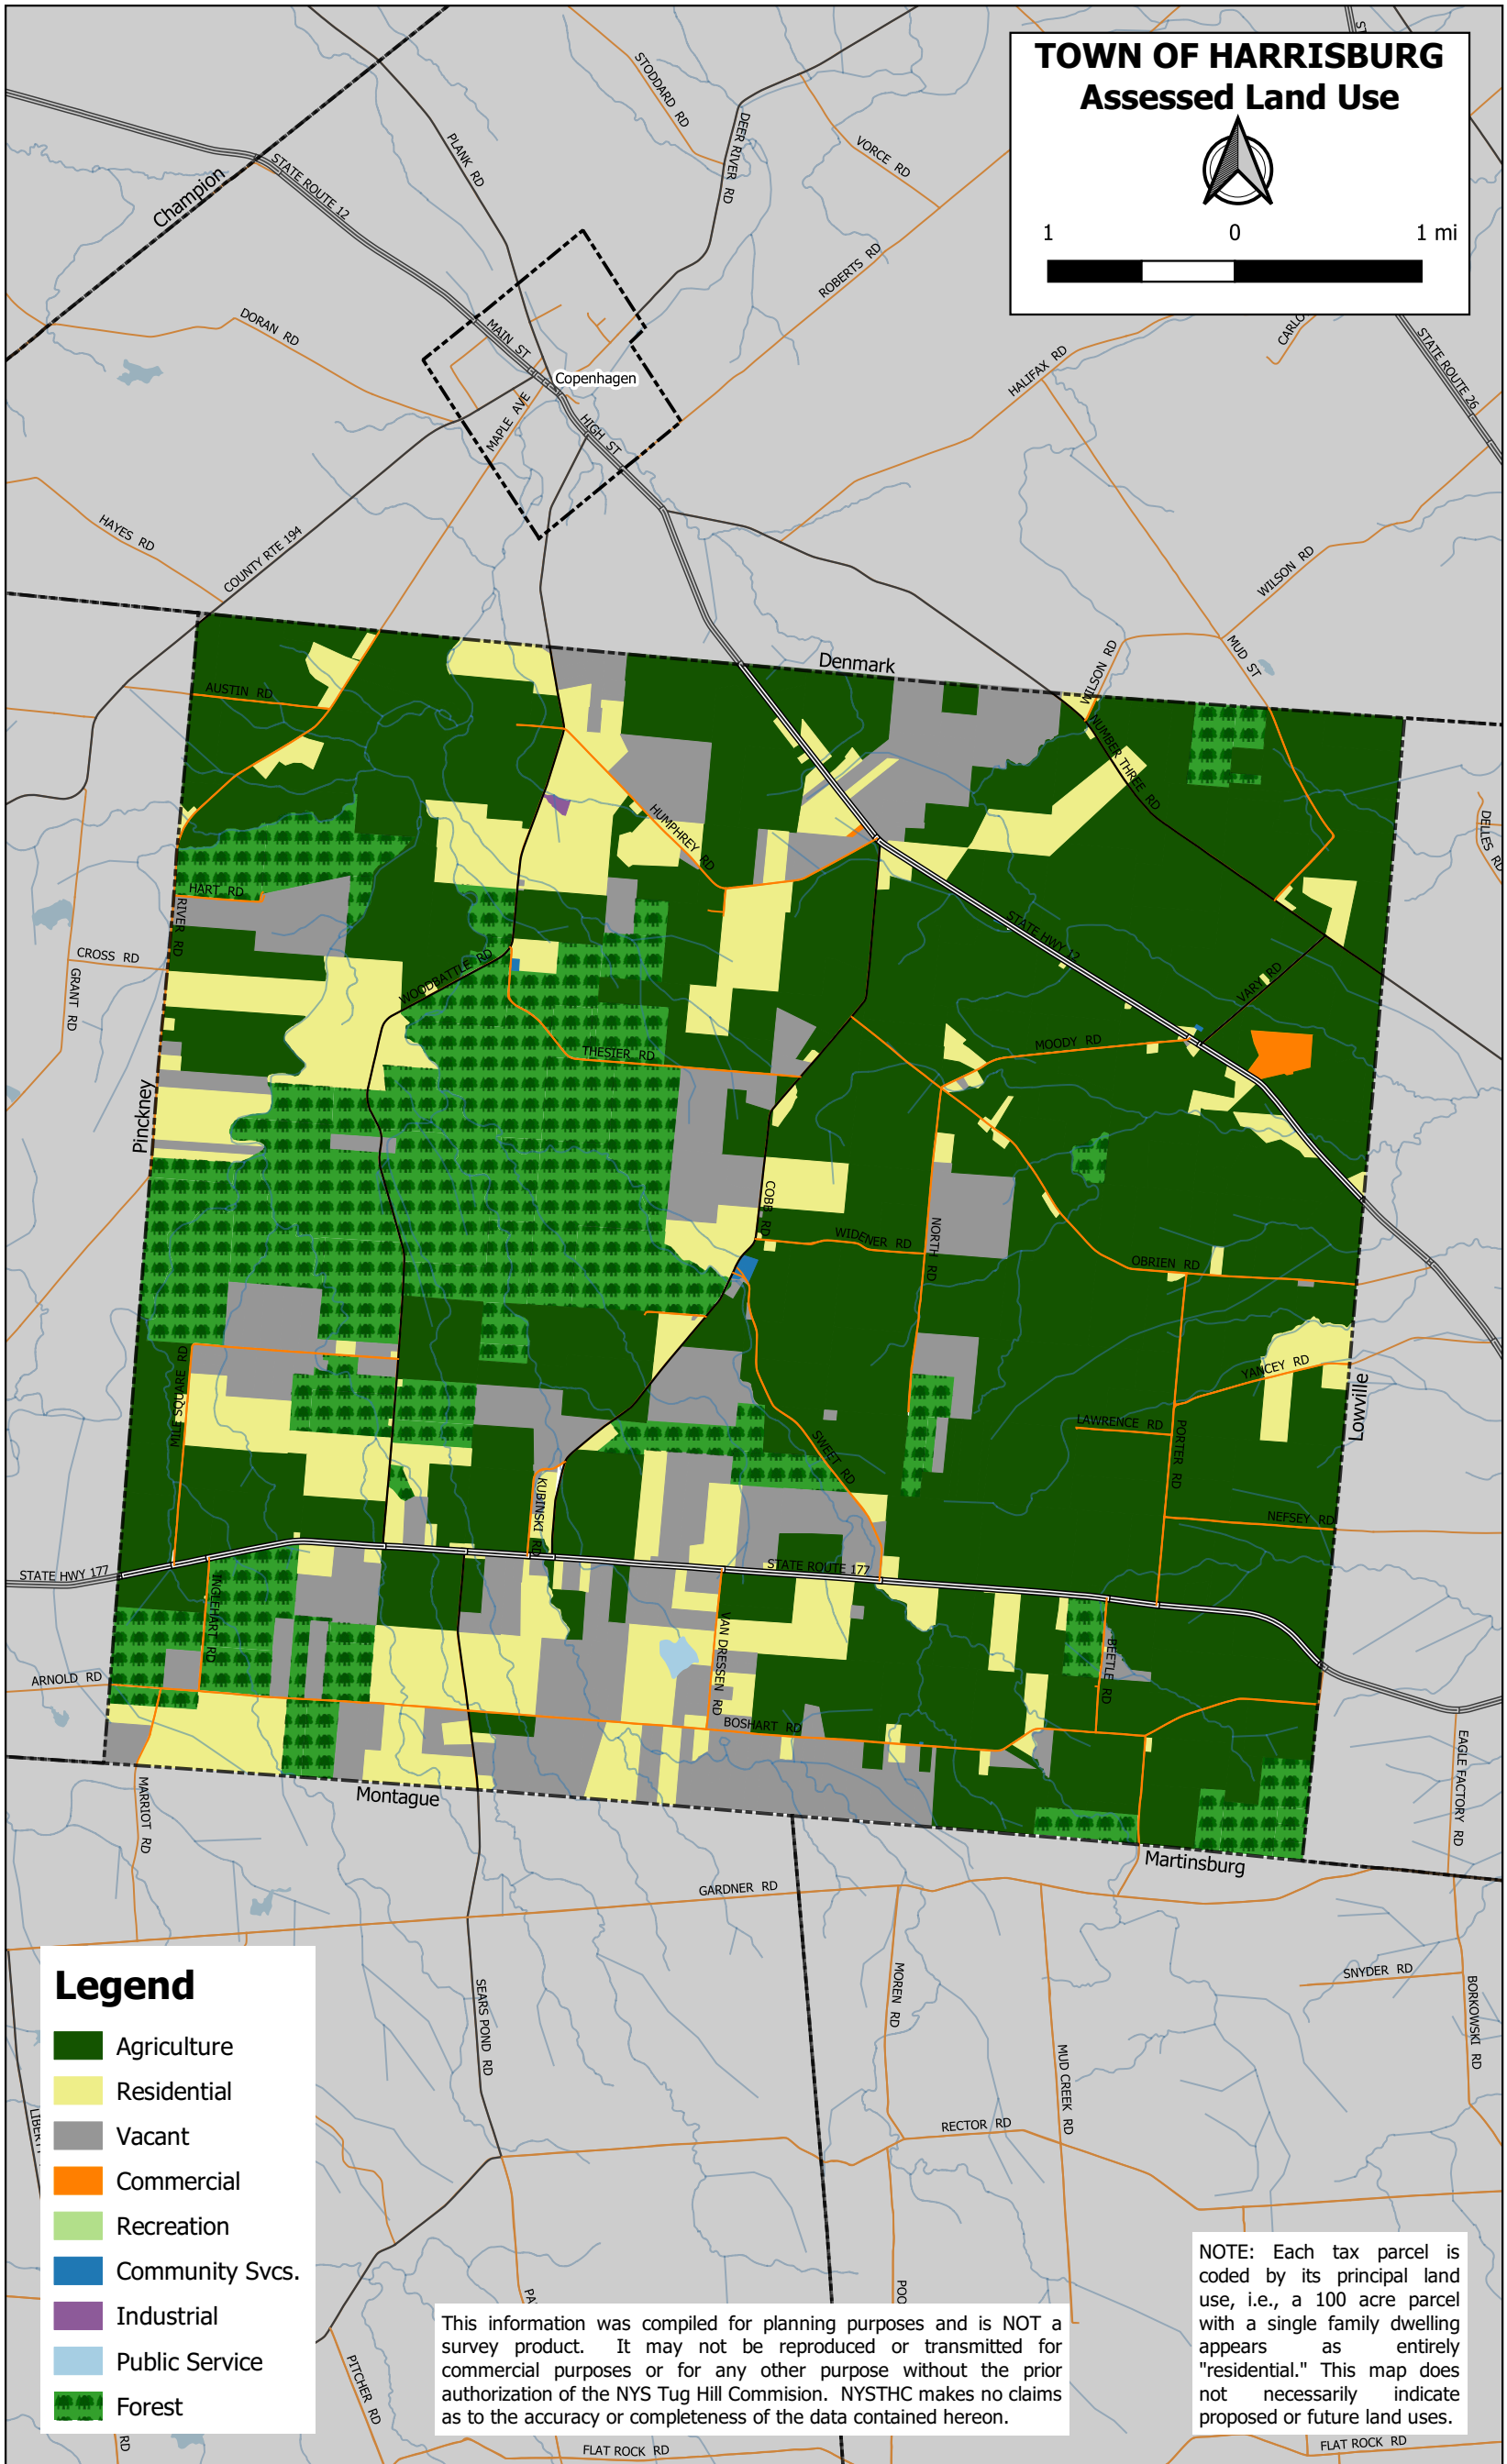 TOWN OF HARRISBURG
Assessed Land Use
1 0 1 mi
STODDARD RD
DEER RIVER RD
VORCE RD
PLANK RD
STATE ROUTE 12
Champion
ROBERTS RD
DORAN RD
MAIN ST
Copenhagen
MAPLE AVE
HIGH ST
HALIFAX RD
STATE ROUTE 26
HAYES RD
COUNTY RTE 194
WILSON RD
MUD ST
WILSON RD
Denmark
AUSTIN RD
NUMBER THREE RD
HUMPHREY RD
DELLES RD
HART RD
RIVER RD
CROSS RD
GRANT RD
WOODBATTLE RD
STATE HWY 12
VARY RD
THESIER RD
MOODY RD
Pinckney
COBB RD
WIDENER RD
NORTH RD
OBRIEN RD
YANCEY RD
Lowville
MILE SQUARE RD
LAWRENCE RD
PORTER RD
SWEET RD
KUBINSKI RD
NEFSEY RD
STATE HWY 177
STATE ROUTE 177
INGLEHART RD
VAN DRESSEN RD
BEETLE RD
ARNOLD RD
BOSHART RD
EAGLE FACTORY RD
MARRIOT RD
Montague
Martinsburg
GARDNER RD
SNYDER RD
MOREN RD
BORKOWSKI RD
SEARS POND RD
MUD CREEK RD
RECTOR RD
PITCHER RD
RD
FLAT ROCK RD
FLAT ROCK RD
Legend
Agriculture
Residential
Vacant
Commercial
Recreation
Community Svcs.
Industrial
Public Service
Forest
This information was compiled for planning purposes and is NOT a
survey product. It may not be reproduced or transmitted for
commercial purposes or for any other purpose without the prior
authorization of the NYS Tug Hill Commision. NYSTHC makes no claims
as to the accuracy or completeness of the data contained hereon.
NOTE: Each tax parcel is
coded by its principal land
use, i.e., a 100 acre parcel
with a single family dwelling
appears as entirely
"residential." This map does
not necessarily indicate
proposed or future land uses.